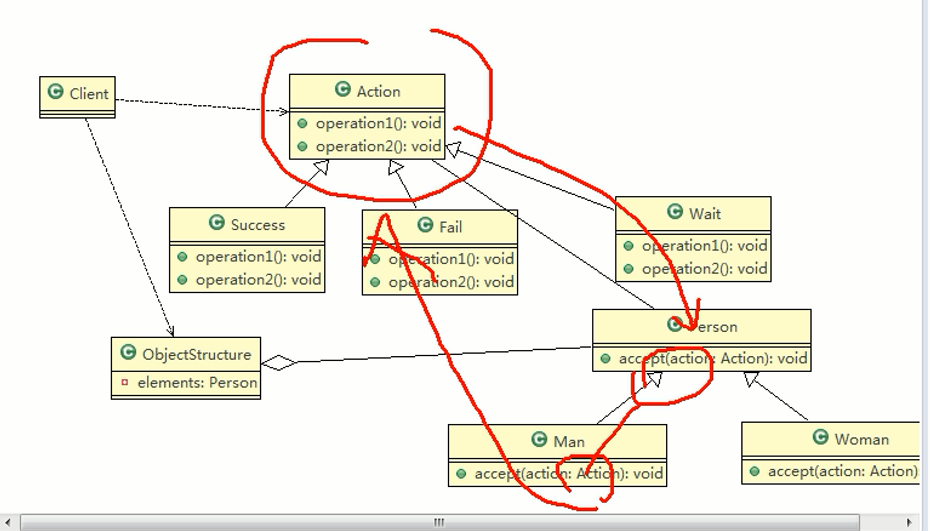 Client
Action
operation1(): void
operation2(): void
Success
operation1(): void
operation2(): void
Fail
operation1(): void
operation2(): void
Wait
operation1(): void
operation2(): void
ObjectStructure
elements: Person
Person
accept(action: Action): void
Man
accept(action: Action): void
Woman
accept(action: Action)